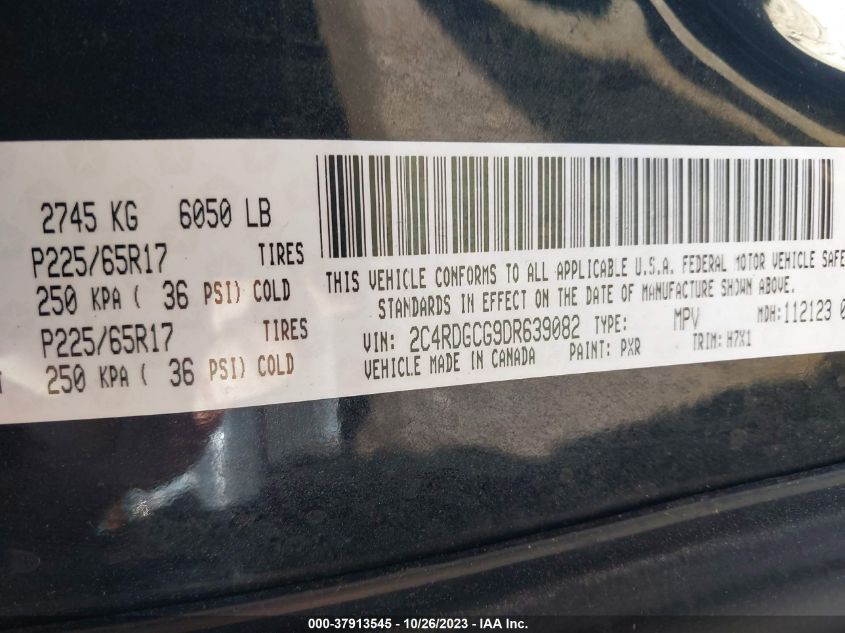 2745 KG 6050 LB
P225/65R17 TIRES
250 KPA ( 36 PSI) COLD
P225/65R17 TIRES
250 KPA ( 36 PSI) COLD
THIS VEHICLE CONFORMS TO ALL APPLICABLE U.S.A. FEDERAL MOTOR VEHICLE SAFE
STANDARDS IN EFFECT ON THE DATE OF MANUFACTURE SHOWN ABOVE.
VIN: 2C4RDGCG9DR639082 TYPE: MPV MDH:112123 0
VEHICLE MADE IN CANADA PAINT: PXR TRIM: H7X1
000-37913545 - 10/26/2023 - IAAI Inc.